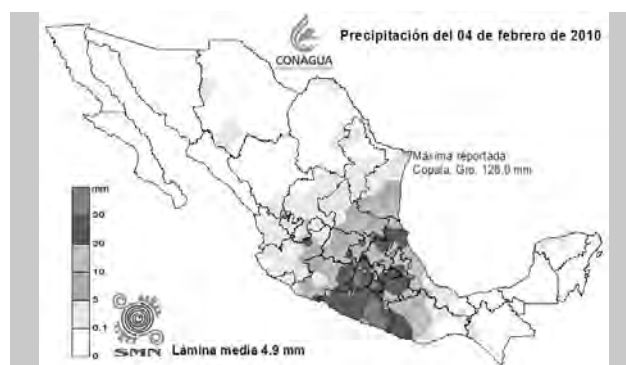 Precipitación del 04 de febrero de 2010
CONAGUA
Máxima reportada
Copala, Gro. 126.0 mm
mm
50
20
10
5
0.1
0
SMN
Lámina media 4.9 mm